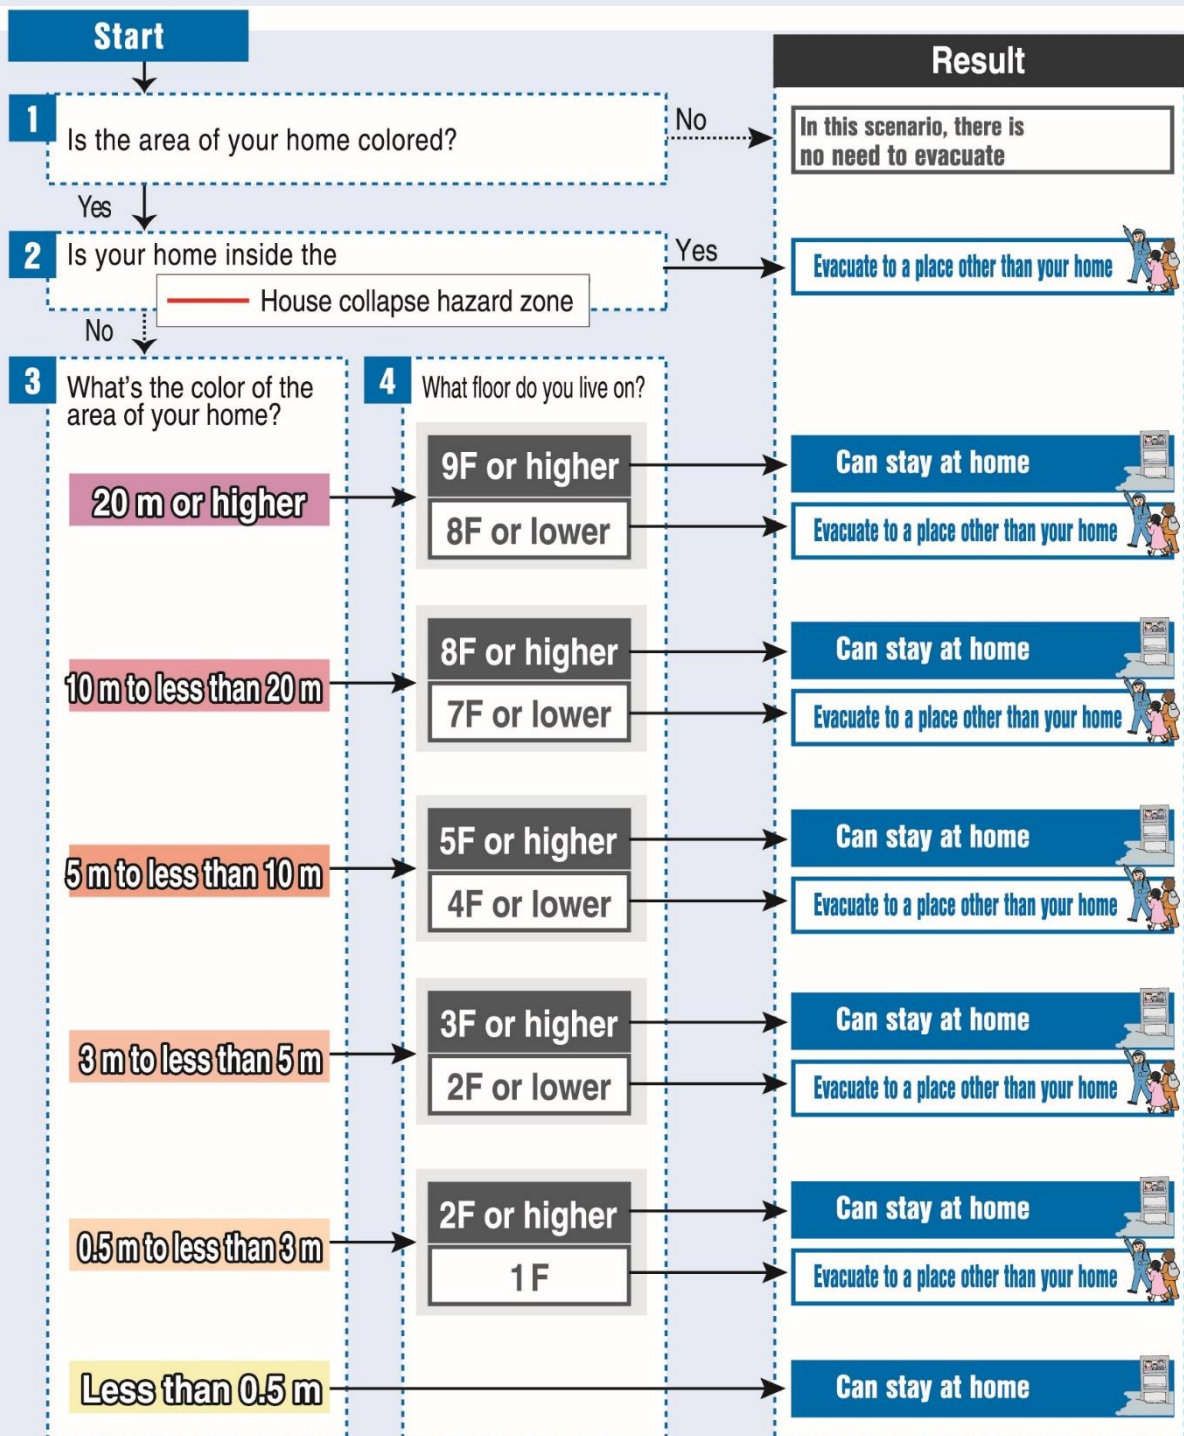 Start
Result
1
Is the area of your home colored?
No
In this scenario, there is
no need to evacuate
Yes
2
Is your home inside the
House collapse hazard zone
Yes
Evacuate to a place other than your home
No
3
What's the color of the
area of your home?
4
What floor do you live on?
20 m or higher
9F or higher
Can stay at home
8F or lower
Evacuate to a place other than your home
10 m to less than 20 m
8F or higher
Can stay at home
7F or lower
Evacuate to a place other than your home
5 m to less than 10 m
5F or higher
Can stay at home
4F or lower
Evacuate to a place other than your home
3 m to less than 5 m
3F or higher
Can stay at home
2F or lower
Evacuate to a place other than your home
0.5 m to less than 3 m
2F or higher
Can stay at home
1F
Evacuate to a place other than your home
Less than 0.5 m
Can stay at home